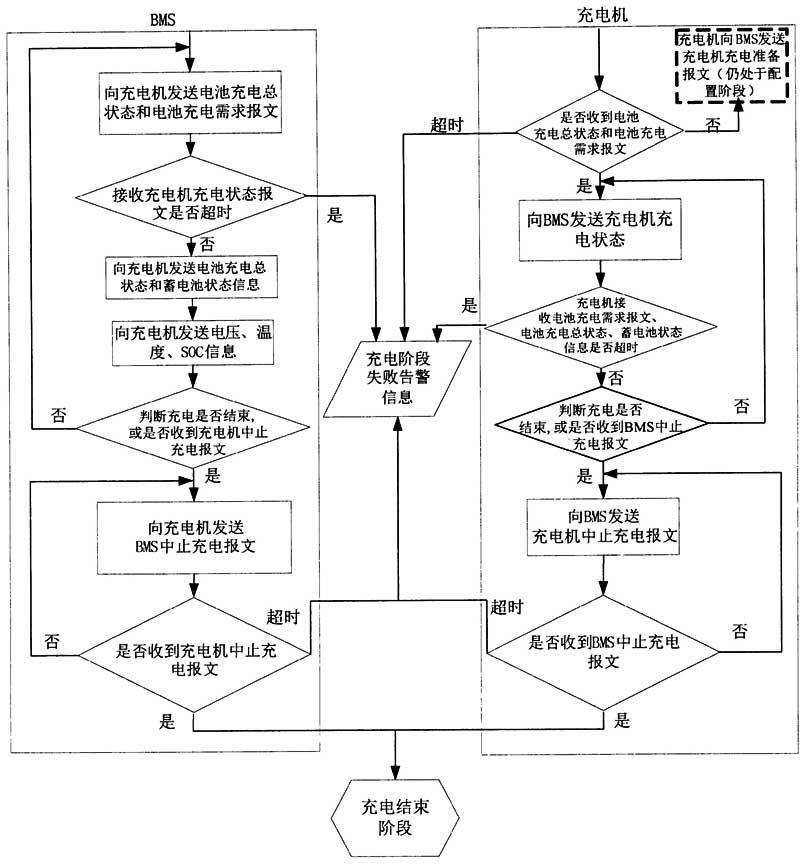 BMS
向充电机发送电池充电总
状态和电池充电需求报文
接收充电机充电状态报
文是否超时
是
否
向充电机发送电池充电总
状态和蓄电池状态信息
向充电机发送电压、温
度、SOC信息
判断充电是否结束,
或是否收到充电机中止
充电报文
否
是
向充电机发送
BMS中止充电报文
是否收到充电机中止充
电报文
否
超时
是
充电机
充电机向BMS发送
充电机充电准备
报文（仍处于配
置阶段）
是否收到电池
充电总状态和电池充电
需求报文
超时
否
是
向BMS发送充电机充
电状态
充电机接
收电池充电需求报文、
电池充电总状态、蓄电池状态
信息是否超时
是
否
判断充电是否
结束,或是否收到BMS中止
充电报文
否
是
向BMS发送
充电机中止充电报文
是否收到BMS中止充电
报文
超时
否
是
充电阶段
失败告警
信息
充电结束
阶段